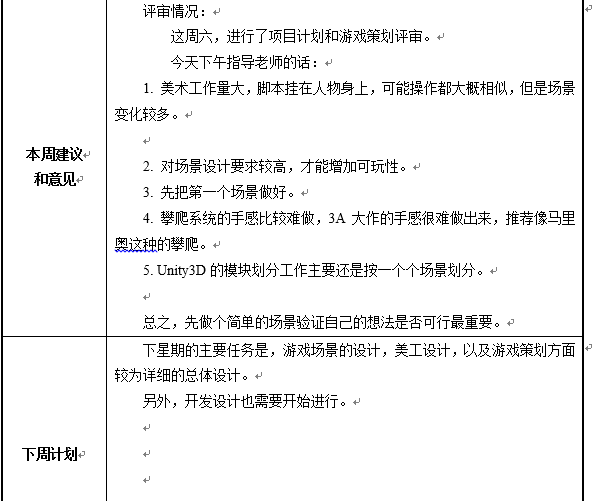 评审情况：
这周六，进行了项目计划和游戏策划评审。
今天下午指导老师的话：
1. 美术工作量大，脚本挂在人物身上，可能操作都大概相似，但是场景
变化较多。
本周建议
和意见
2. 对场景设计要求较高，才能增加可玩性。
3. 先把第一个场景做好。
4. 攀爬系统的手感比较难做，3A 大作的手感很难做出来，推荐像马里
奥这种的攀爬。
5. Unity3D 的模块划分工作主要还是按一个个场景划分。
总之，先做个简单的场景验证自己的想法是否可行最重要。
下周计划
下星期的主要任务是，游戏场景的设计，美工设计，以及游戏策划方面
较为详细的总体设计。
另外，开发设计也需要开始进行。